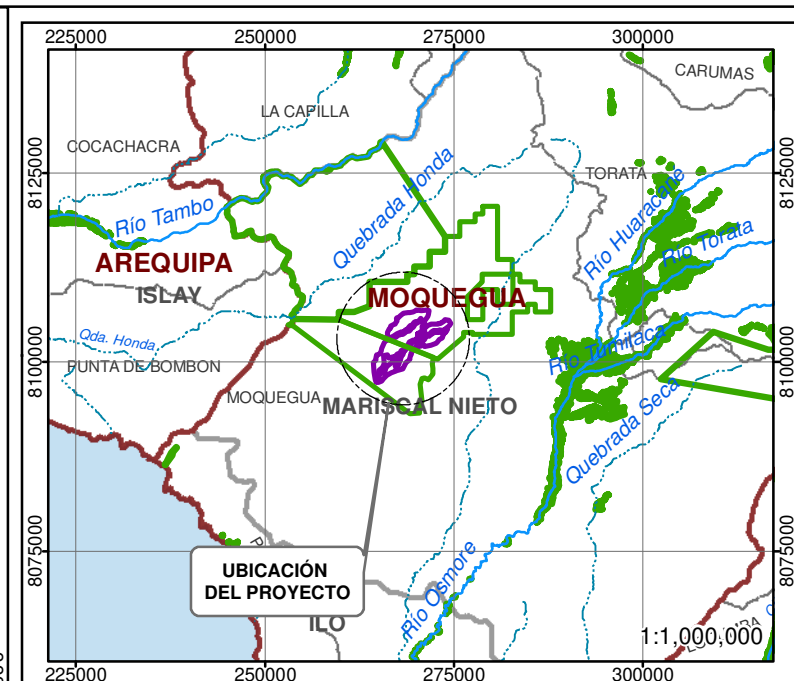 225000
250000
275000
300000
CARUMAS
LA CAPILLA
COCACHACRA
8125000
8125000
TORATA
Quebrada Honda
Río Huaracane
Río Tambo
Río Torata
AREQUIPA
ISLAY
MOQUEGUA
Qda. Honda
Río Tumilaca
8100000
8100000
PUNTA DE BOMBON
MOQUEGUA
MARISCAL NIETO
Quebrada Seca
8075000
8075000
UBICACIÓN
DEL PROYECTO
ILO
Río Osmore
1:1,000,000
225000
250000
275000
300000